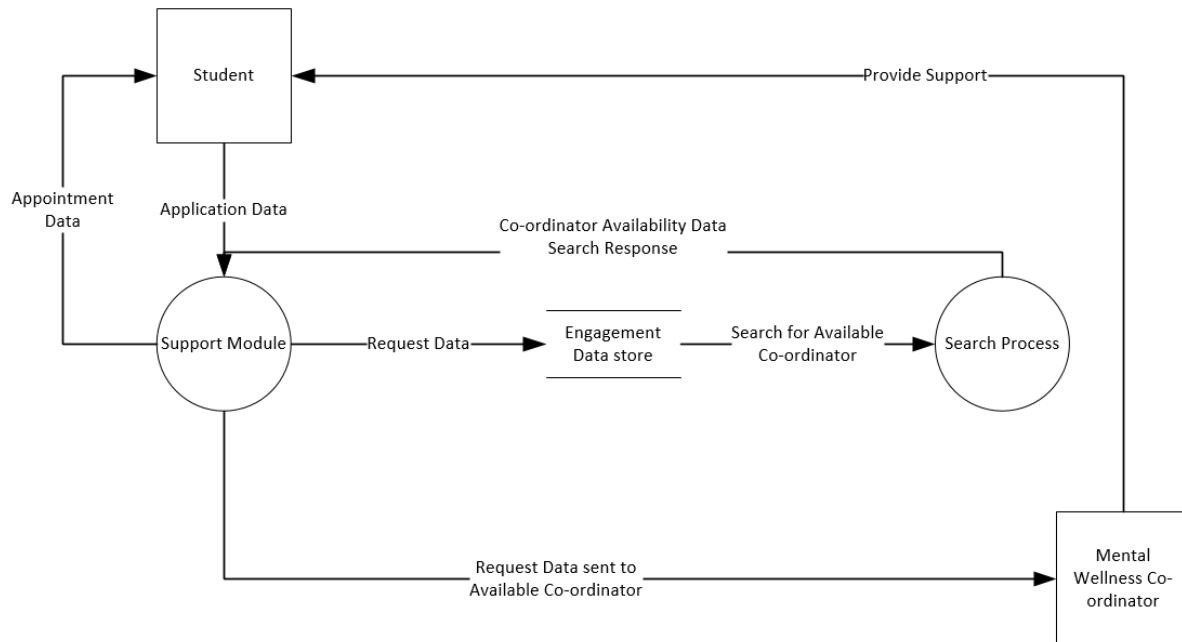 Student
Provide Support
Appointment
Data
Application Data
Co-ordinator Availability Data
Search Response
Support Module
Request Data
Engagement
Data store
Search for Available
Co-ordinator
Search Process
Request Data sent to
Available Co-ordinator
Mental
Wellness Co-
ordinator